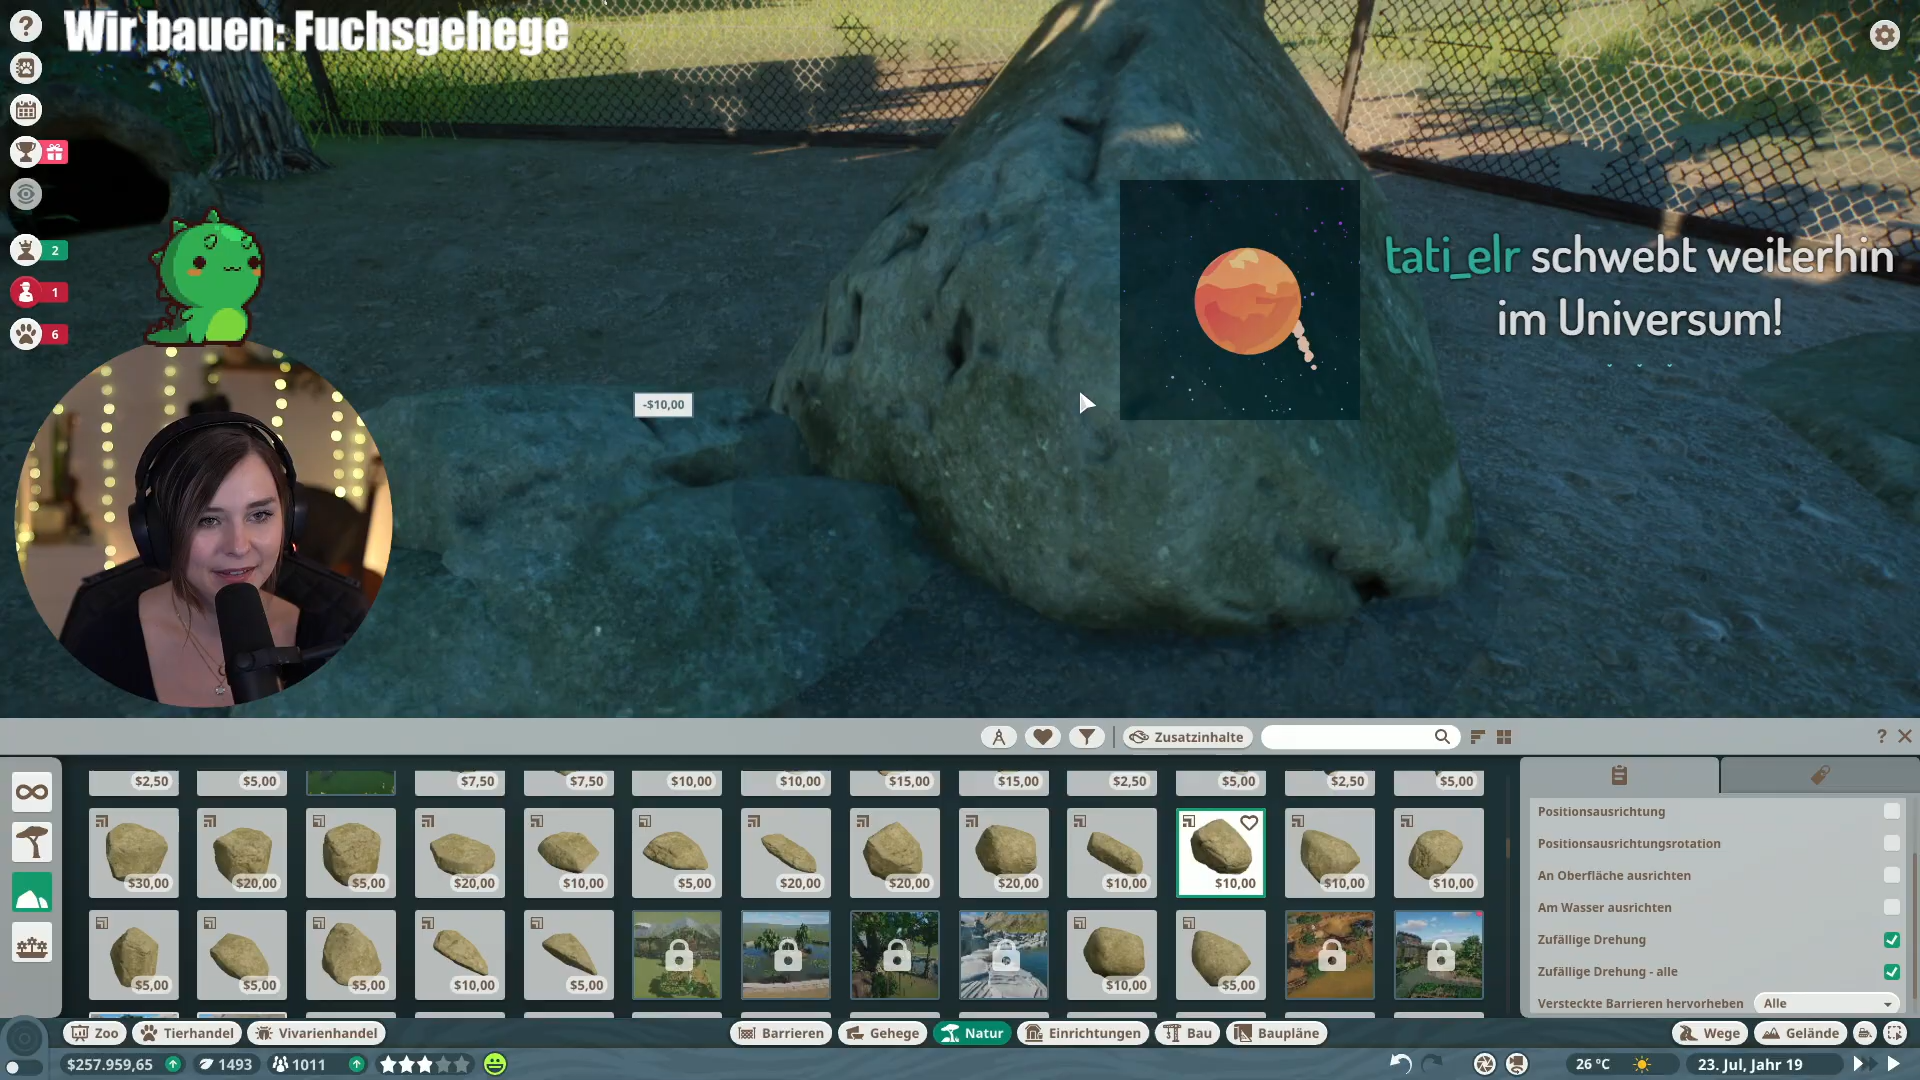 Wir bauen: Fuchsgehege
2
1
6
-$10,00
tati_elr schwebt weiterhin
im Universum!
Zusatzinhalte
?
$2,50 $5,00 $7,50 $7,50 $10,00 $10,00 $15,00 $15,00 $2,50 $5,00 $2,50 $5,00
$30,00 $20,00 $5,00 $20,00 $10,00 $5,00 $20,00 $20,00 $20,00 $10,00 $10,00 $10,00 $10,00
$5,00 $5,00 $5,00 $10,00 $5,00 $10,00 $5,00
Positionsausrichtung
Positionsausrichtungsrotation
An Oberfläche ausrichten
Am Wasser ausrichten
Zufällige Drehung
Zufällige Drehung - alle
Versteckte Barrieren hervorheben Alle
Zoo Tierhandel Vivarienhandel Barrieren Gehege Natur Einrichtungen Bau Baupläne Wege Gelände
$257.959,65 1493 1011 26 °C 23. Jul, Jahr 19